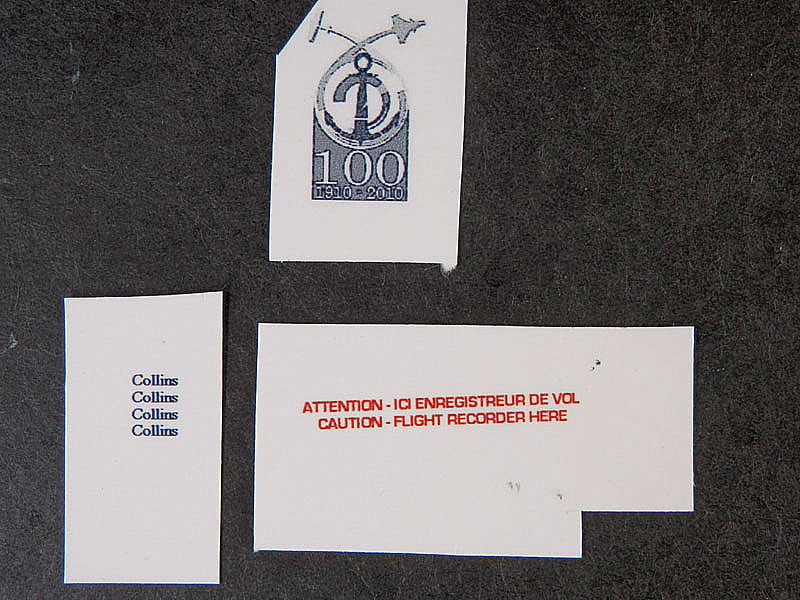 100
1910 - 2010
Collins
Collins
Collins
Collins
ATTENTION - ICI ENREGISTREUR DE VOL
CAUTION - FLIGHT RECORDER HERE